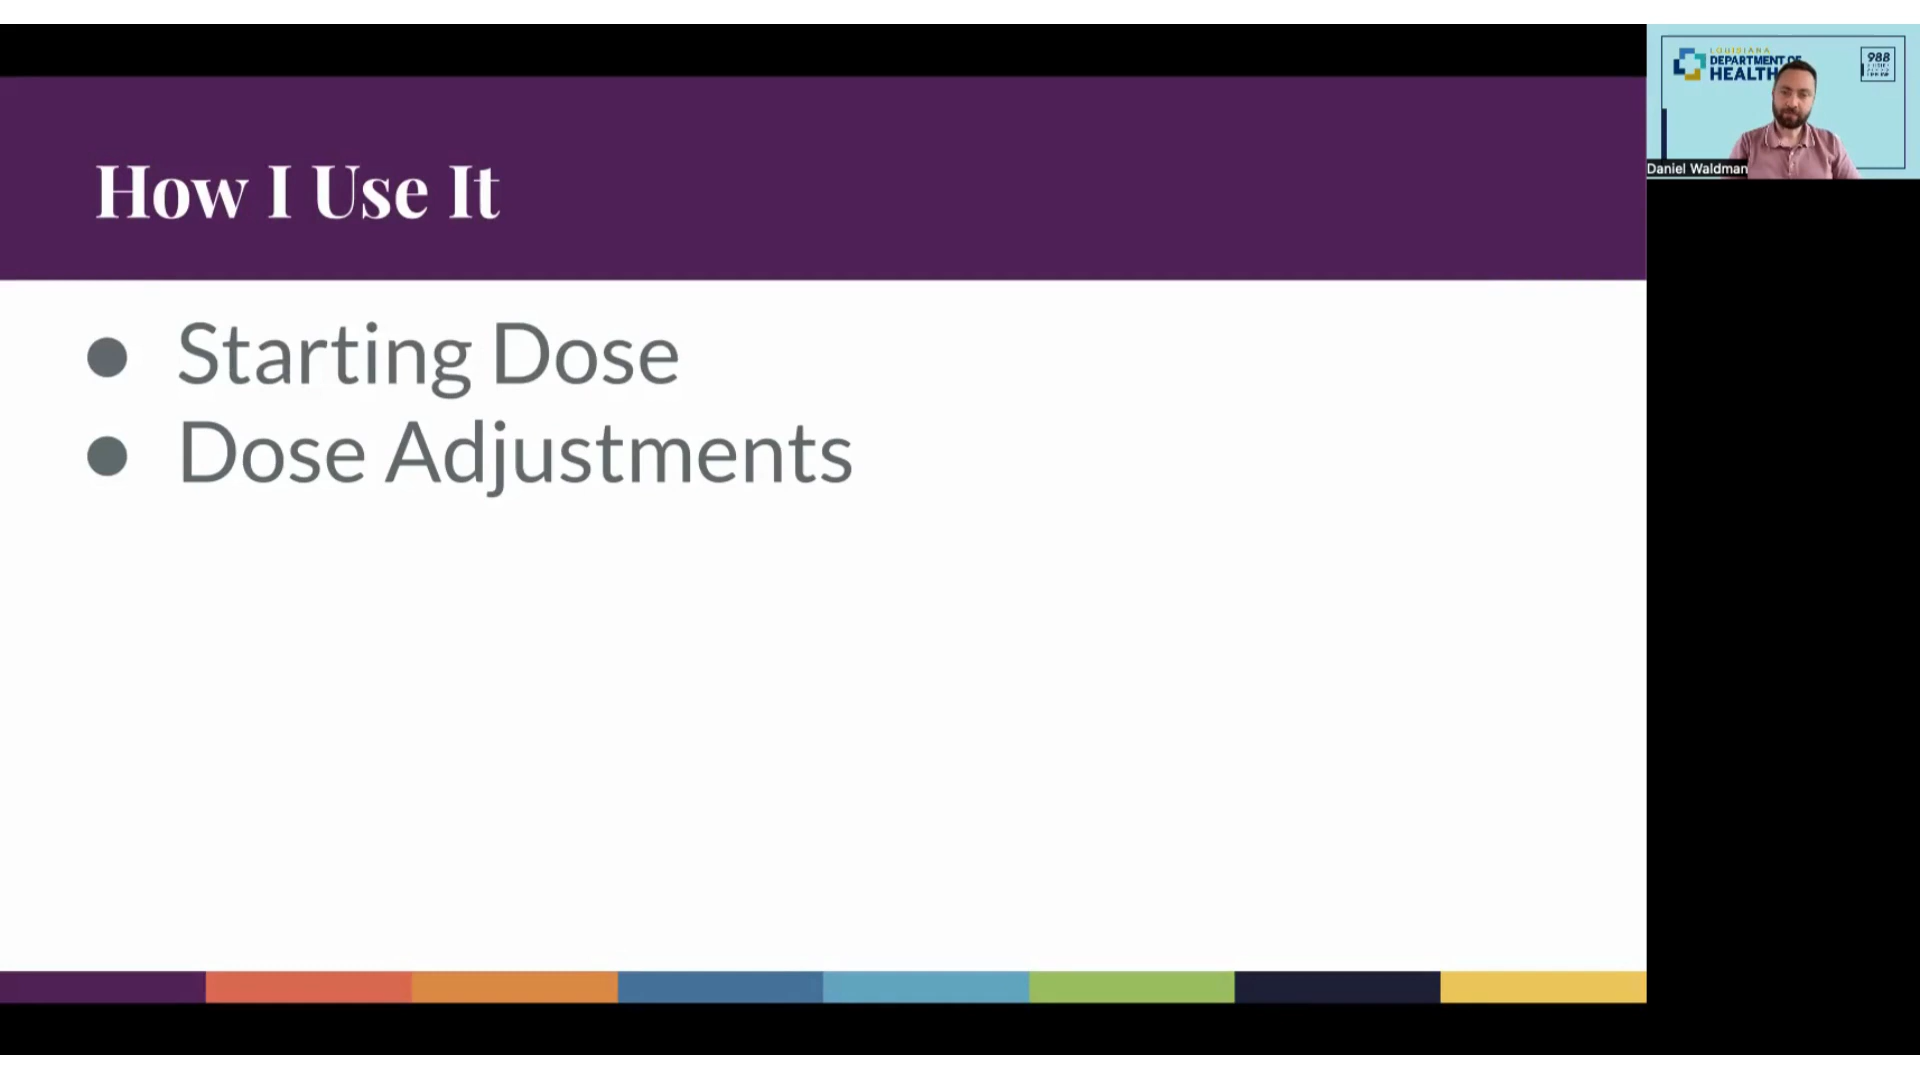 How I Use It
● Starting Dose
● Dose Adjustments
LOUISIANA
DEPARTMENT OF
HEALTH
988
Daniel Waldman